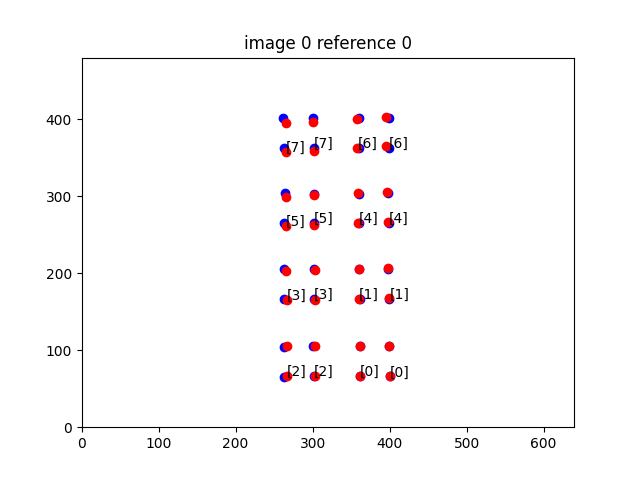 image 0 reference 0
400
[7] [7] [6] [6]
300
[5] [5] [4] [4]
200
[3] [3] [1] [1]
100
[2] [2] [0] [0]
0
0 100 200 300 400 500 600